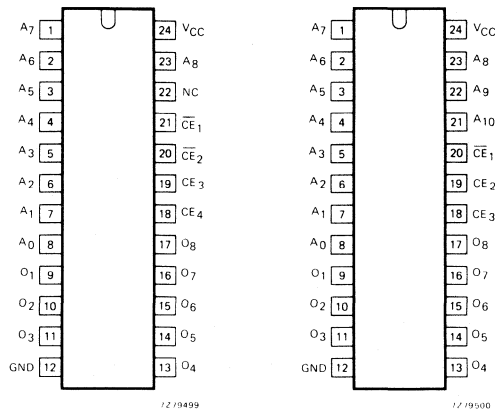 A7 1 24 VCC
A6 2 23 A8
A5 3 22 NC
A4 4 21 CE1
A3 5 20 CE2
A2 6 19 CE3
A1 7 18 CE4
A0 8 17 O8
O1 9 16 O7
O2 10 15 O6
O3 11 14 O5
GND 12 13 O4
7Z79499
A7 1 24 VCC
A6 2 23 A8
A5 3 22 A9
A4 4 21 A10
A3 5 20 CE1
A2 6 19 CE2
A1 7 18 CE3
A0 8 17 O8
O1 9 16 O7
O2 10 15 O6
O3 11 14 O5
GND 12 13 O4
7Z79500